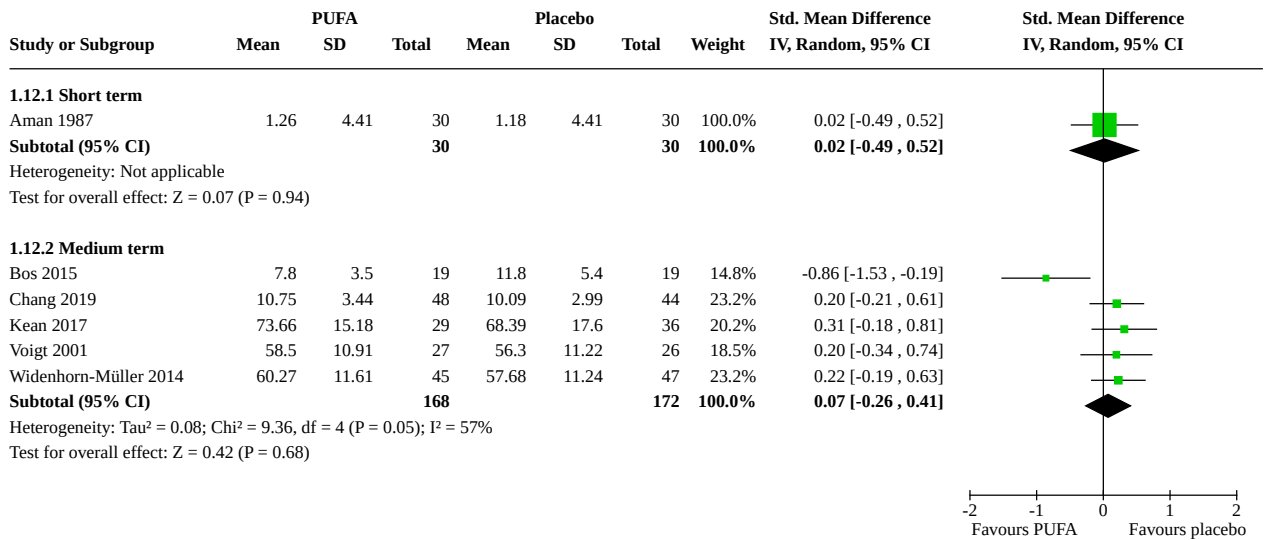 PUFA Placebo Std. Mean Difference Std. Mean Difference
Study or Subgroup Mean SD Total Mean SD Total Weight IV, Random, 95% CI IV, Random, 95% CI
1.12.1 Short term
Aman 1987 1.26 4.41 30 1.18 4.41 30 100.0% 0.02 [-0.49 , 0.52]
Subtotal (95% CI) 30 30 100.0% 0.02 [-0.49 , 0.52]
Heterogeneity: Not applicable
Test for overall effect: Z = 0.07 (P = 0.94)
1.12.2 Medium term
Bos 2015 7.8 3.5 19 11.8 5.4 19 14.8% -0.86 [-1.53 , -0.19]
Chang 2019 10.75 3.44 48 10.09 2.99 44 23.2% 0.20 [-0.21 , 0.61]
Kean 2017 73.66 15.18 29 68.39 17.6 36 20.2% 0.31 [-0.18 , 0.81]
Voigt 2001 58.5 10.91 27 56.3 11.22 26 18.5% 0.20 [-0.34 , 0.74]
Widenhorn-Müller 2014 60.27 11.61 45 57.68 11.24 47 23.2% 0.22 [-0.19 , 0.63]
Subtotal (95% CI) 168 172 100.0% 0.07 [-0.26 , 0.41]
Heterogeneity: Tau² = 0.08; Chi² = 9.36, df = 4 (P = 0.05); I² = 57%
Test for overall effect: Z = 0.42 (P = 0.68)
-2 -1 0 1 2
Favours PUFA Favours placebo